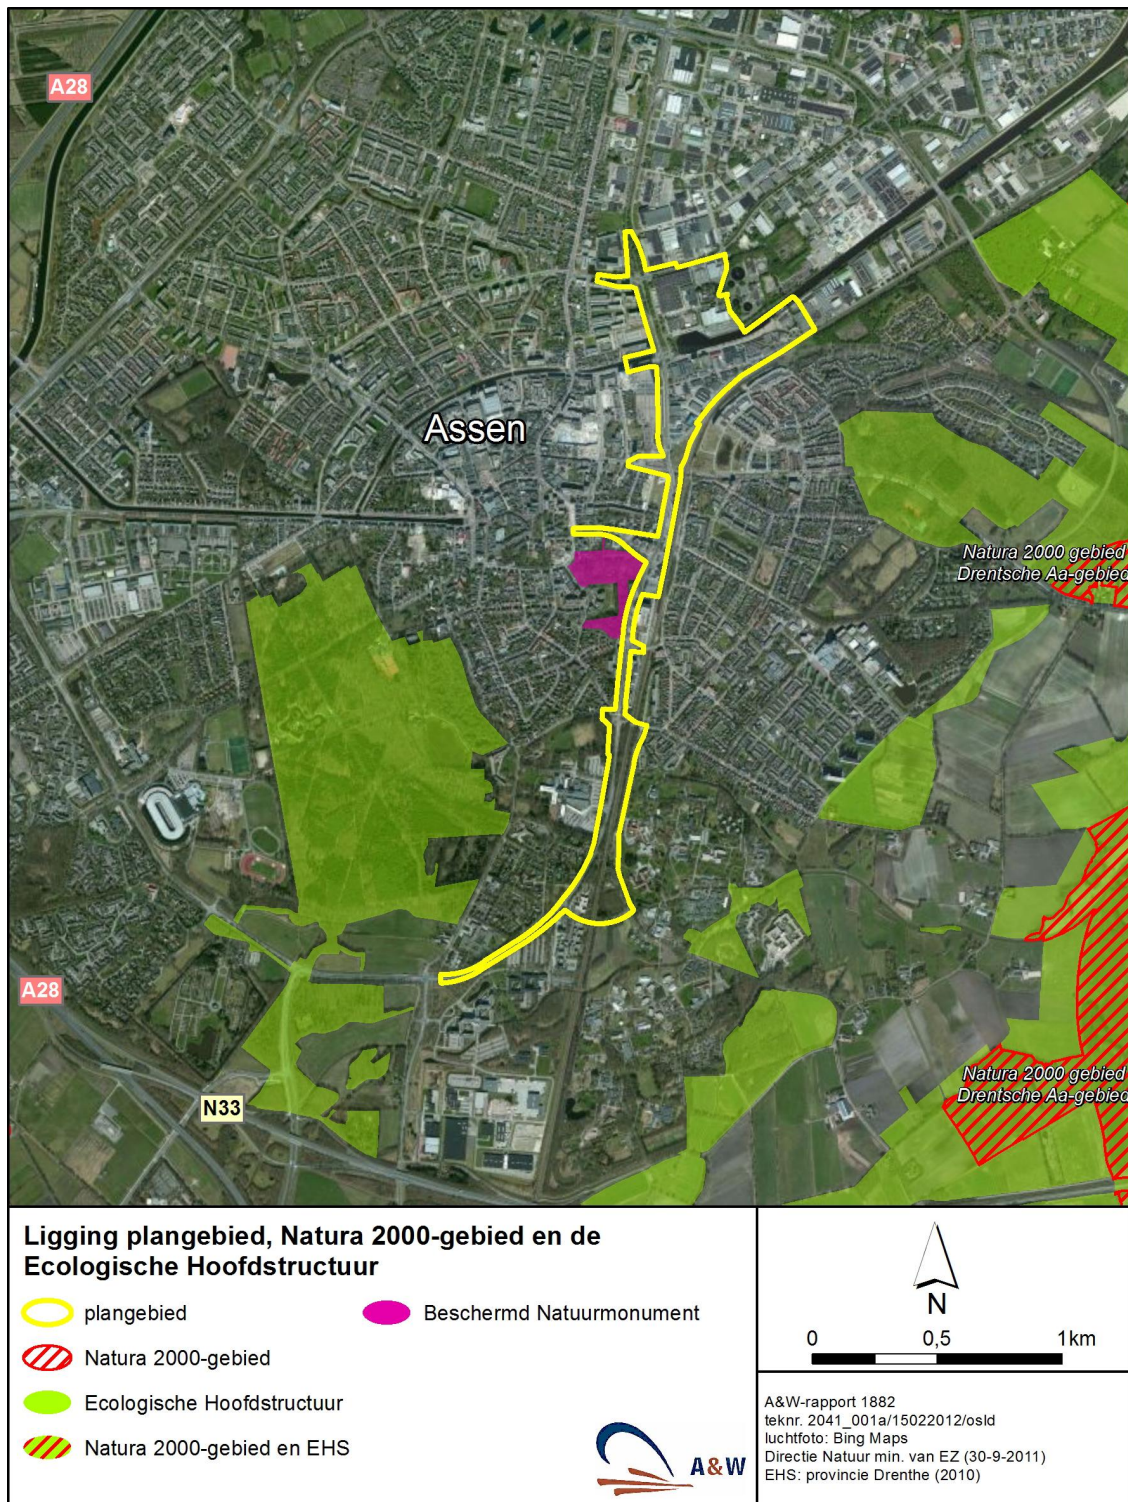 A28
Assen
Natura 2000 gebied
Drentsche Aa-gebied
A28
N33
Natura 2000 gebied
Drentsche Aa-gebied
Ligging plangebied, Natura 2000-gebied en de
Ecologische Hoofdstructuur
plangebied
Beschermd Natuurmonument
Natura 2000-gebied
Ecologische Hoofdstructuur
Natura 2000-gebied en EHS
A&W
N
0 0,5 1km
A&W-rapport 1882
teknr. 2041_001a/15022012/osld
luchtfoto: Bing Maps
Directie Natuur min. van EZ (30-9-2011)
EHS: provincie Drenthe (2010)